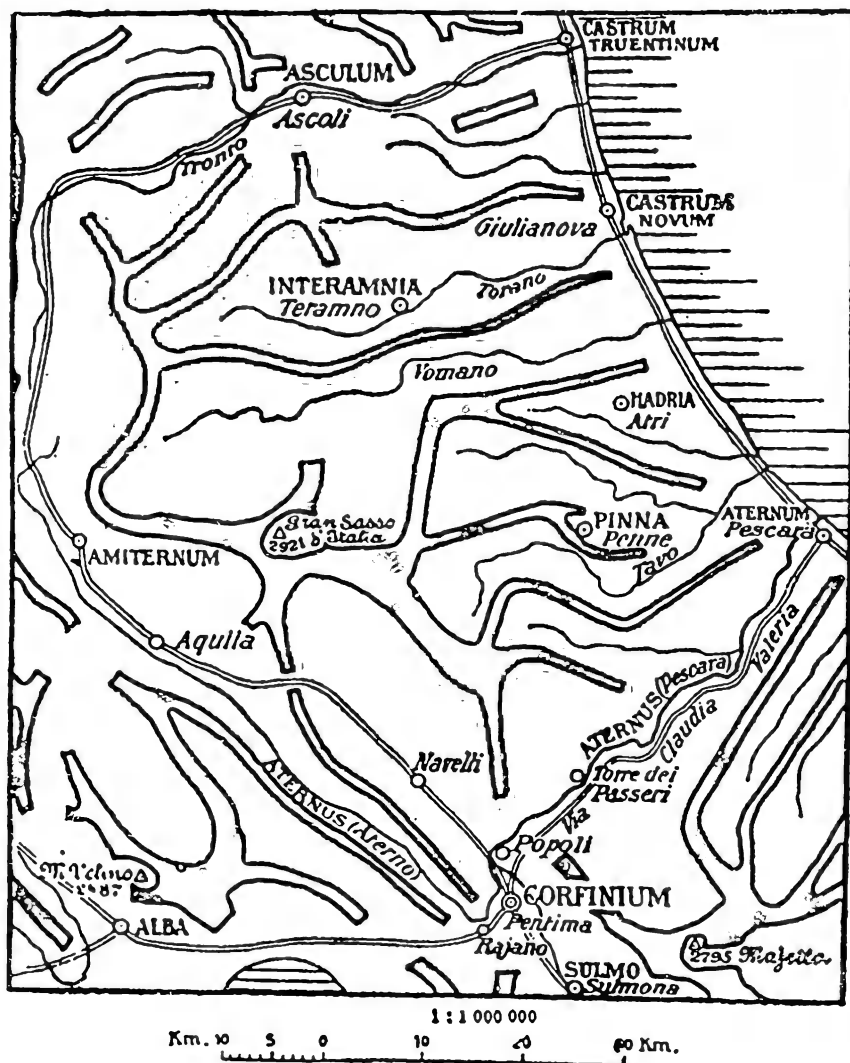 CASTRUM
TRUENTINUM
ASCULUM
Ascoli
Tronto
CASTRUM
NOVUM
Giulianova
INTERAMNIA
Teramno
Torano
Vomano
HADRIA
Atri
Gran Sasso
2921 d'Italia
PINNA
Penne
ATERNUM
Pescara
AMITERNUM
Tavo
Aquila
Valeria
ATERNUS (Pescara)
Claudia
Navelli
ATERNUS (Aterno)
Torre dei
Passeri
Via
Popoli
M. Velino
2487
CORFINIUM
ALBA
Pentima
Rajano
2795 Majella
SULMO
Sulmona
1:1 000 000
Km. 10 5 0 10 20 Km.